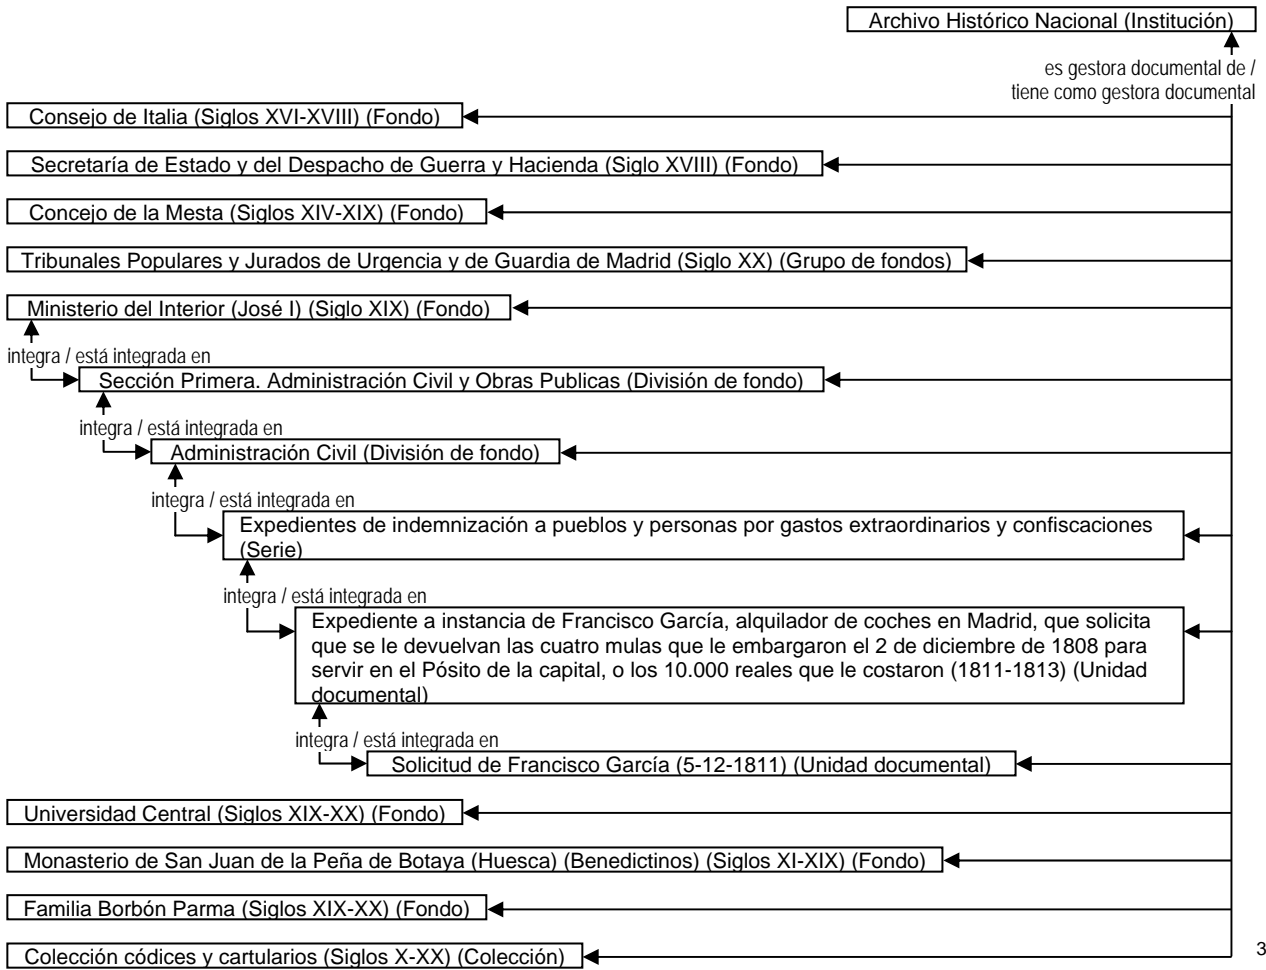 Archivo Histórico Nacional (Institución)
es gestora documental de /
tiene como gestora documental
Consejo de Italia (Siglos XVI-XVIII) (Fondo)
Secretaría de Estado y del Despacho de Guerra y Hacienda (Siglo XVIII) (Fondo)
Concejo de la Mesta (Siglos XIV-XIX) (Fondo)
Tribunales Populares y Jurados de Urgencia y de Guardia de Madrid (Siglo XX) (Grupo de fondos)
Ministerio del Interior (José I) (Siglo XIX) (Fondo)
integra / está integrada en
Sección Primera. Administración Civil y Obras Publicas (División de fondo)
integra / está integrada en
Administración Civil (División de fondo)
integra / está integrada en
Expedientes de indemnización a pueblos y personas por gastos extraordinarios y confiscaciones
(Serie)
integra / está integrada en
Expediente a instancia de Francisco García, alquilador de coches en Madrid, que solicita
que se le devuelvan las cuatro mulas que le embargaron el 2 de diciembre de 1808 para
servir en el Pósito de la capital, o los 10.000 reales que le costaron (1811-1813) (Unidad
documental)
integra / está integrada en
Solicitud de Francisco García (5-12-1811) (Unidad documental)
Universidad Central (Siglos XIX-XX) (Fondo)
Monasterio de San Juan de la Peña de Botaya (Huesca) (Benedictinos) (Siglos XI-XIX) (Fondo)
Familia Borbón Parma (Siglos XIX-XX) (Fondo)
Colección códices y cartularios (Siglos X-XX) (Colección)
3